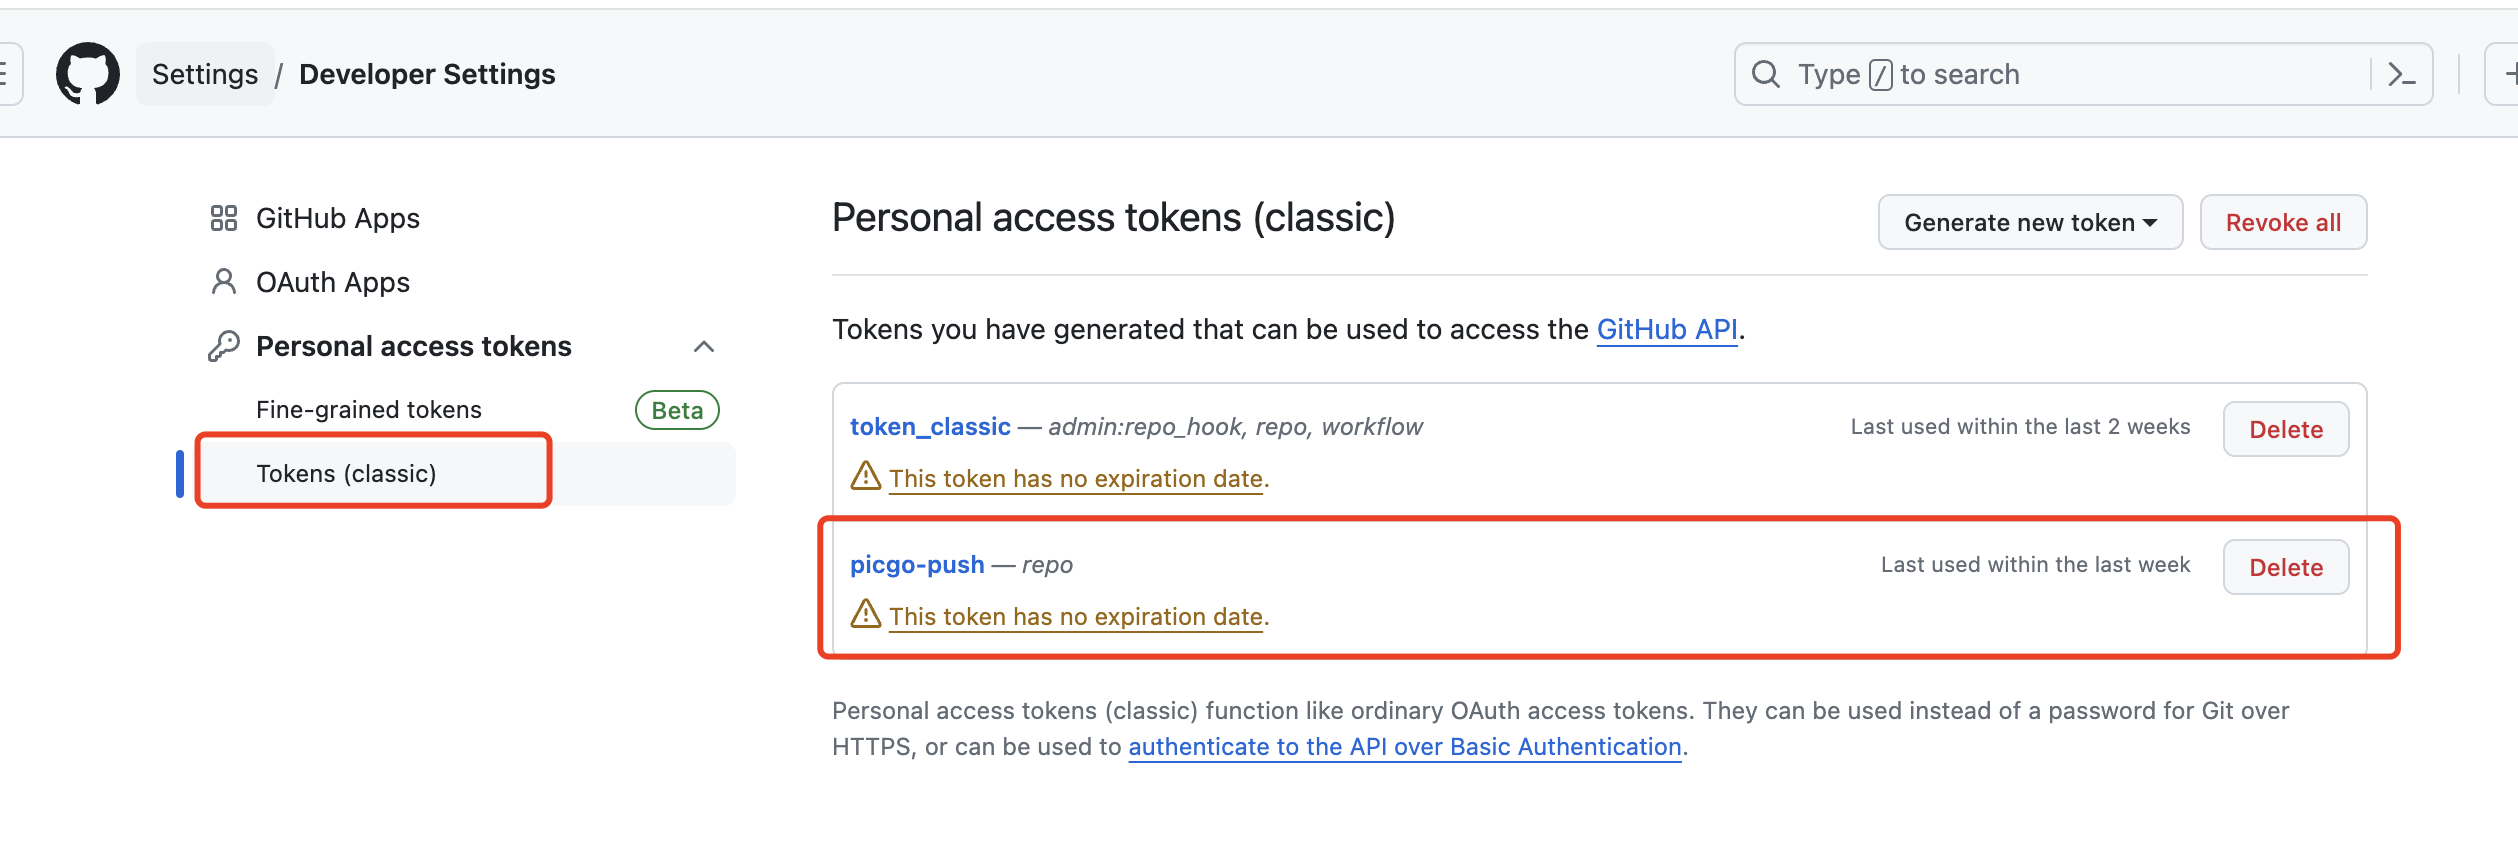 Settings / Developer Settings
Type / to search
GitHub Apps
OAuth Apps
Personal access tokens
Fine-grained tokens Beta
Tokens (classic)
Personal access tokens (classic)
Generate new token
Revoke all
Tokens you have generated that can be used to access the GitHub API.
token_classic — admin:repo_hook, repo, workflow
Last used within the last 2 weeks
Delete
This token has no expiration date.
picgo-push — repo
Last used within the last week
Delete
This token has no expiration date.
Personal access tokens (classic) function like ordinary OAuth access tokens. They can be used instead of a password for Git over
HTTPS, or can be used to authenticate to the API over Basic Authentication.